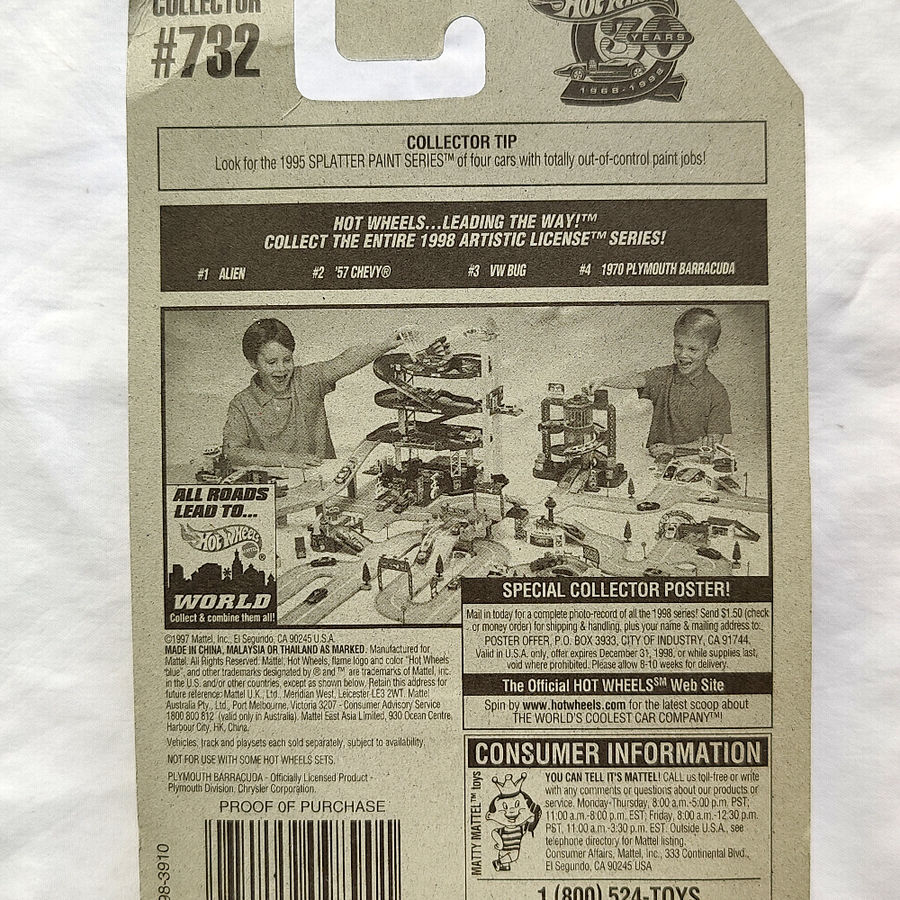 COLLECTOR
#732
HOT WHEELS
30
YEARS
1968-1998
COLLECTOR TIP
Look for the 1995 SPLATTER PAINT SERIES™ of four cars with totally out-of-control paint jobs!
HOT WHEELS...LEADING THE WAY!™
COLLECT THE ENTIRE 1998 ARTISTIC LICENSE™ SERIES!
#1 ALIEN #2 '57 CHEVY® #3 VW BUG #4 1970 PLYMOUTH BARRACUDA
ALL ROADS
LEAD TO...
HOT WHEELS®
WORLD
Collect & combine them all!
SPECIAL COLLECTOR POSTER!
Mail in today for a complete photo-record of all the 1998 series! Send $1.50 (check
or money order) for shipping & handling, plus your name & mailing address to:
POSTER OFFER, P.O. BOX 3933, CITY OF INDUSTRY, CA 91744.
Valid in U.S.A. only, offer expires December 31, 1998, or while supplies last,
void where prohibited. Please allow 8-10 weeks for delivery.
The Official HOT WHEELS℠ Web Site
Spin by www.hotwheels.com for the latest scoop about
THE WORLD'S COOLEST CAR COMPANY™!
©1997 Mattel, Inc., El Segundo, CA 90245 U.S.A.
MADE IN CHINA, MALAYSIA OR THAILAND AS MARKED. Manufactured for
Mattel. All Rights Reserved. Mattel, Hot Wheels, flame logo and color "Hot Wheels
blue", and other trademarks designated by ® and ™ are trademarks of Mattel, Inc.
in the U.S. and/or other countries, except as shown below. Retain this address for
future reference: Mattel U.K., Ltd., Meridian West, Leicester LE3 2WT. Mattel
Australia Pty., Ltd., Port Melbourne, Victoria 3207 - Consumer Advisory Service
1800 800 812 (valid only in Australia). Mattel East Asia Limited, 930 Ocean Centre,
Harbour City, HK, China.
Vehicles, track and playsets each sold separately, subject to availability.
NOT FOR USE WITH SOME HOT WHEELS SETS.
PLYMOUTH BARRACUDA - Officially Licensed Product -
Plymouth Division, Chrysler Corporation.
PROOF OF PURCHASE
98-3910
CONSUMER INFORMATION
MATTY MATTEL™ toys
YOU CAN TELL IT'S MATTEL! CALL us toll-free or write
with any comments or questions about our products or
service. Monday-Thursday, 8:00 a.m.-5:00 p.m. PST,
11:00 a.m.-8:00 p.m. EST; Friday, 8:00 a.m.-12:30 p.m.
PST, 11:00 a.m.-3:30 p.m. EST. Outside U.S.A., see
telephone directory for Mattel listing.
Consumer Affairs, Mattel, Inc., 333 Continental Blvd.,
El Segundo, CA 90245 USA
1 (800) 524-TOYS